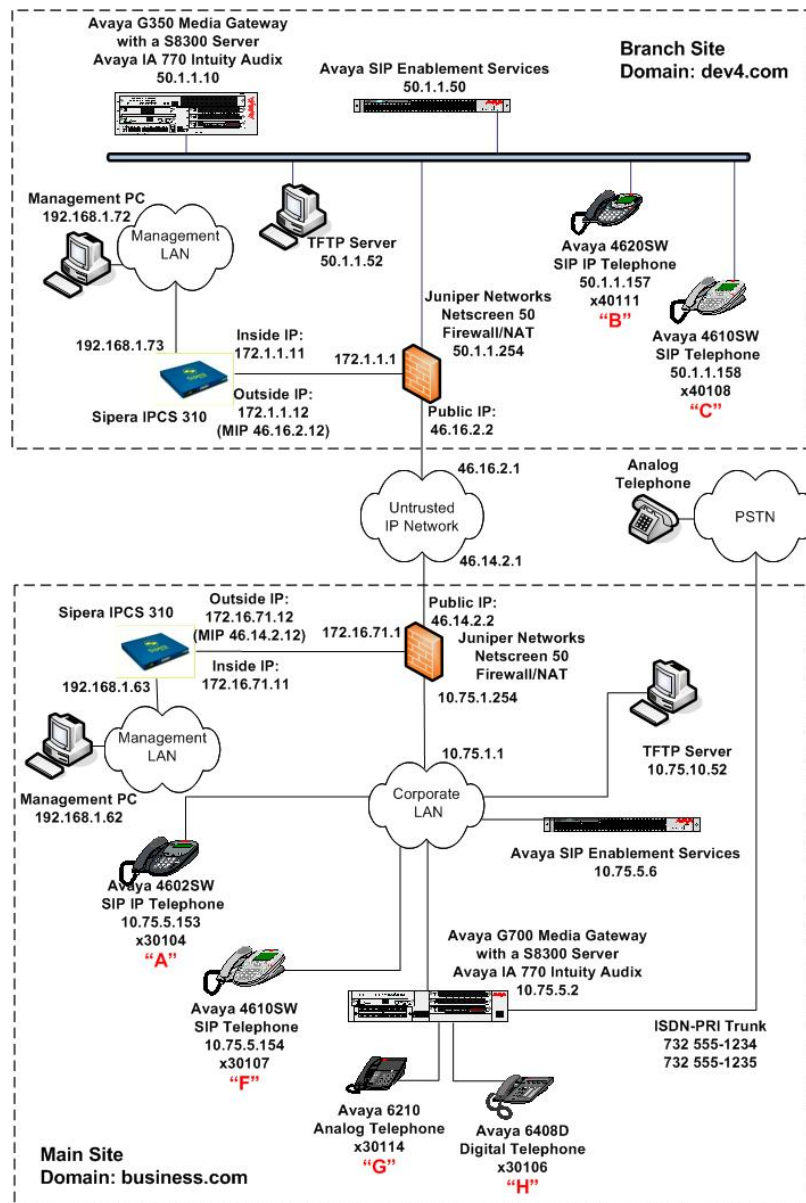 Avaya G350 Media Gateway
with a S8300 Server
Avaya IA 770 Intuity Audix
50.1.1.10
Avaya SIP Enablement Services
50.1.1.50
Branch Site
Domain: dev4.com
Management PC
192.168.1.72
Management
LAN
TFTP Server
50.1.1.52
Avaya 4620SW
SIP IP Telephone
50.1.1.157
x40111
“B”
Avaya 4610SW
SIP Telephone
50.1.1.158
x40108
“C”
Juniper Networks
Netscreen 50
Firewall/NAT
50.1.1.254
192.168.1.73
Inside IP:
172.1.1.11
172.1.1.1
Sipera IPCS 310
Outside IP:
172.1.1.12
(MIP 46.16.2.12)
Public IP:
46.16.2.2
46.16.2.1
Untrusted
IP Network
46.14.2.1
Analog
Telephone
PSTN
Sipera IPCS 310
Outside IP:
172.16.71.12
(MIP 46.14.2.12)
172.16.71.1
Public IP:
46.14.2.2
Juniper Networks
Netscreen 50
Firewall/NAT
Inside IP:
172.16.71.11
192.168.1.63
10.75.1.254
Management
LAN
Management PC
192.168.1.62
10.75.1.1
Corporate
LAN
TFTP Server
10.75.10.52
Avaya SIP Enablement Services
10.75.5.6
Avaya 4602SW
SIP IP Telephone
10.75.5.153
x30104
“A”
Avaya G700 Media Gateway
with a S8300 Server
Avaya IA 770 Intuity Audix
10.75.5.2
Avaya 4610SW
SIP Telephone
10.75.5.154
x30107
“F”
ISDN-PRI Trunk
732 555-1234
732 555-1235
Avaya 6210
Analog Telephone
x30114
“G”
Avaya 6408D
Digital Telephone
x30106
“H”
Main Site
Domain: business.com